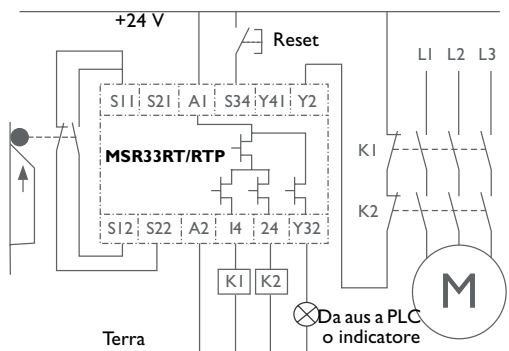 +24 V
Reset
L1 L2 L3
S11 S21 A1 S34 Y41 Y2
MSR33RT/RTP
K1
K2
S12 S22 A2 14 24 Y32
K1 K2
M
Da aus a PLC
o indicatore
Terra